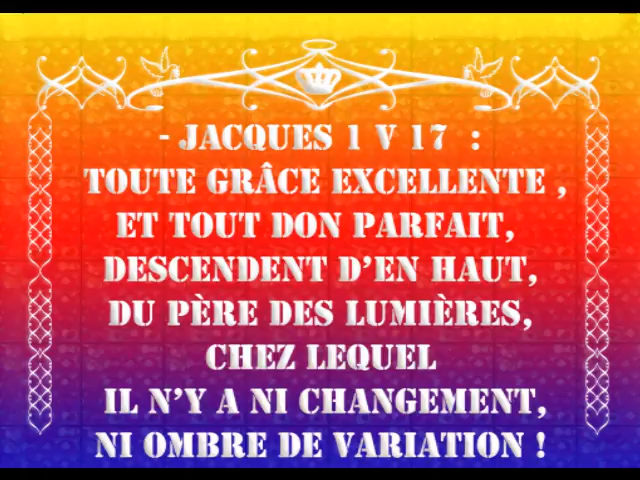 - JACQUES 1 V 17 :
TOUTE GRÂCE EXCELLENTE ,
ET TOUT DON PARFAIT,
DESCENDENT D'EN HAUT,
DU PÈRE DES LUMIÈRES,
CHEZ LEQUEL
IL N'Y A NI CHANGEMENT,
NI OMBRE DE VARIATION !